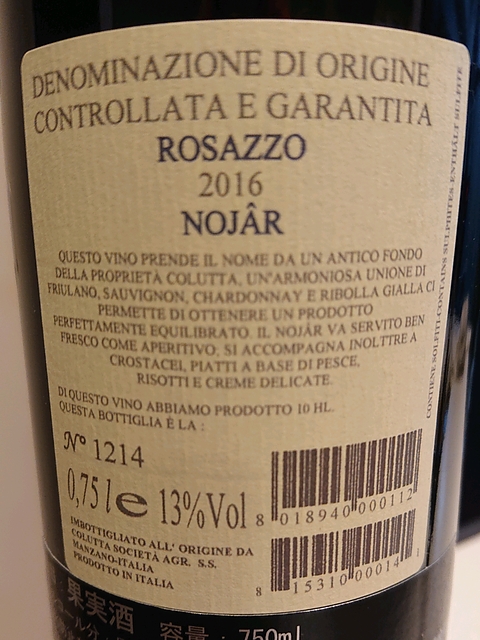 DENOMINAZIONE DI ORIGINE
CONTROLLATA E GARANTITA
ROSAZZO
2016
NOJÂR
QUESTO VINO PRENDE IL NOME DA UN ANTICO FONDO
DELLA PROPRIETÀ COLUTTA, UN'ARMONIOSA UNIONE DI
FRIULANO, SAUVIGNON, CHARDONNAY E RIBOLLA GIALLA CI
PERMETTE DI OTTENERE UN PRODOTTO
PERFETTAMENTE EQUILIBRATO. IL NOJÂR VA SERVITO BEN
FRESCO COME APERITIVO, SI ACCOMPAGNA INOLTTRE A
CROSTACEI, PIATTI A BASE DI PESCE,
RISOTTI E CREME DELICATE.
DI QUESTO VINO ABBIAMO PRODOTTO 10 HL.
QUESTA BOTTIGLIA È LA :
N° 1214
0,75 l e 13%Vol
IMBOTTIGLIATO ALL' ORIGINE DA
COLUTTA SOCIETÀ AGR. S.S.
MANZANO-ITALIA
PRODOTTO IN ITALIA
8 018940 000112
8 15310 00014 1
CONTIENE SOLFITI-CONTAINS SULPHITES-ENTHÄLT SULFITE
果実酒 容量：750ml